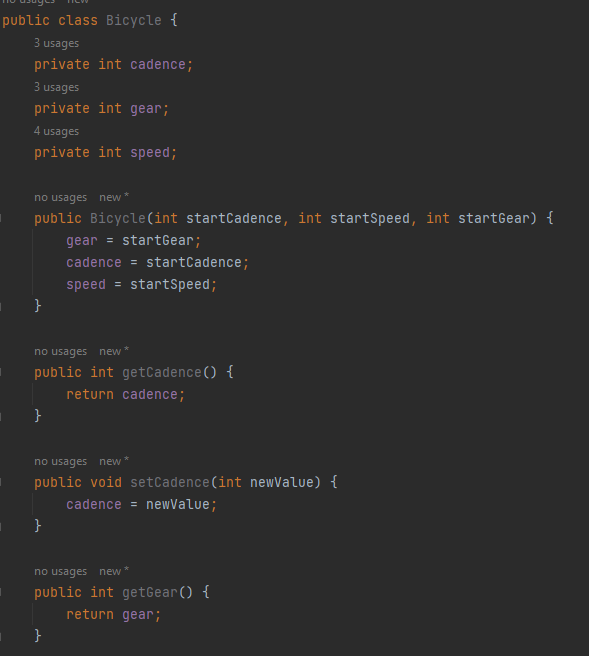 no usages new *
public class Bicycle {
3 usages
private int cadence;
3 usages
private int gear;
4 usages
private int speed;
no usages new *
public Bicycle(int startCadence, int startSpeed, int startGear) {
gear = startGear;
cadence = startCadence;
speed = startSpeed;
}
no usages new *
public int getCadence() {
return cadence;
}
no usages new *
public void setCadence(int newValue) {
cadence = newValue;
}
no usages new *
public int getGear() {
return gear;
}